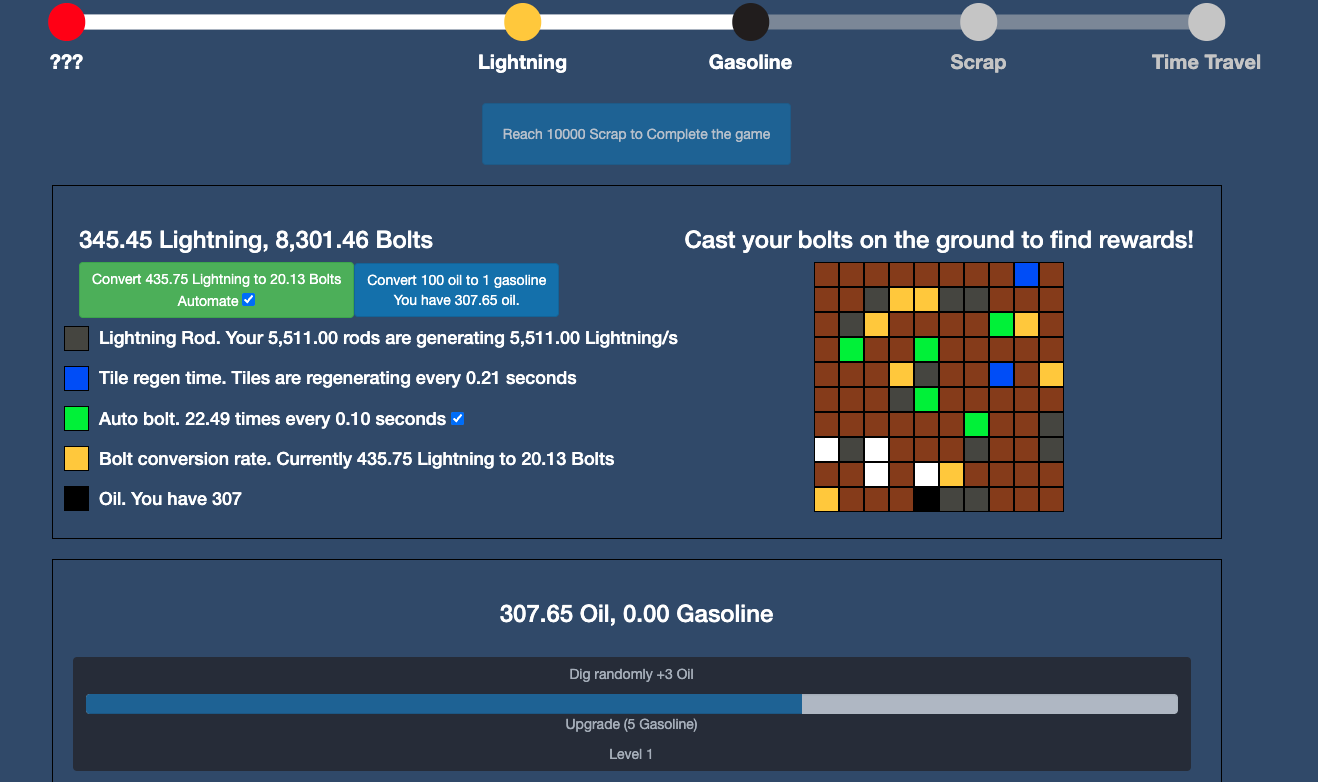 ???
Lightning
Gasoline
Scrap
Time Travel
Reach 10000 Scrap to Complete the game
345.45 Lightning, 8,301.46 Bolts
Convert 435.75 Lightning to 20.13 Bolts
Automate
Convert 100 oil to 1 gasoline
You have 307.65 oil.
Lightning Rod. Your 5,511.00 rods are generating 5,511.00 Lightning/s
Tile regen time. Tiles are regenerating every 0.21 seconds
Auto bolt. 22.49 times every 0.10 seconds
Bolt conversion rate. Currently 435.75 Lightning to 20.13 Bolts
Oil. You have 307
Cast your bolts on the ground to find rewards!
307.65 Oil, 0.00 Gasoline
Dig randomly +3 Oil
Upgrade (5 Gasoline)
Level 1